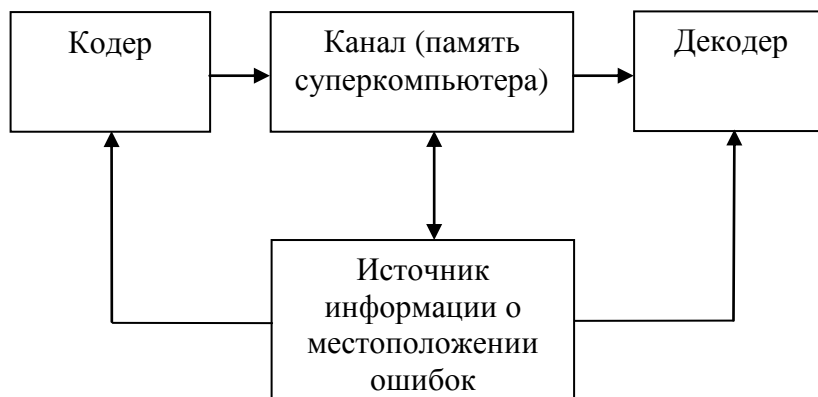 Кодер
Канал (память
суперкомпьютера)
Декодер
Источник
информации о
местоположении
ошибок